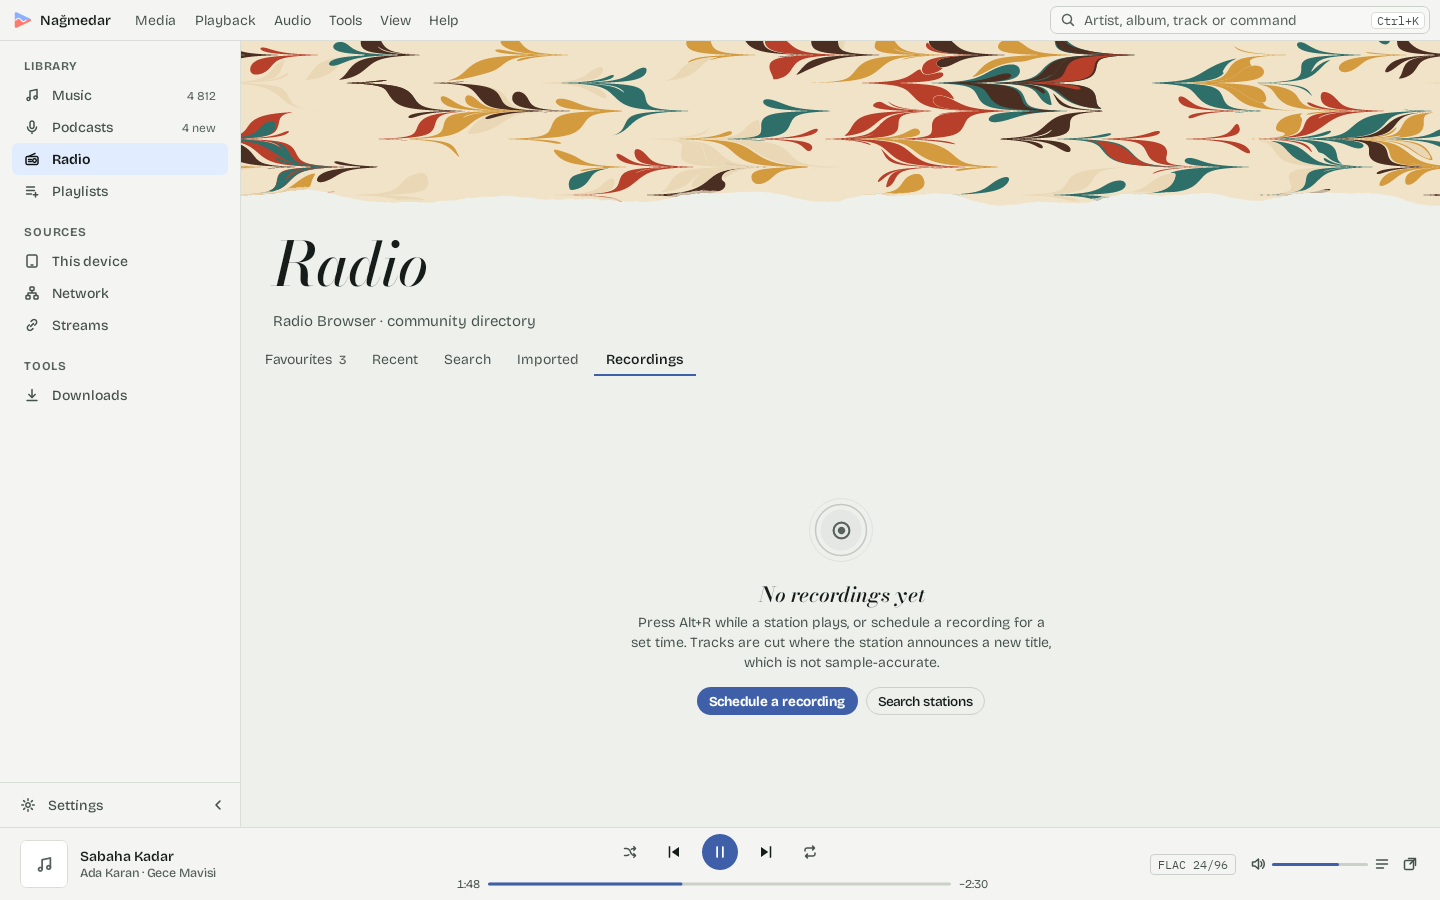 Nağmedar
Media
Playback
Audio
Tools
View
Help
Artist, album, track or command
Ctrl+K
LIBRARY
Music 4 812
Podcasts 4 new
Radio
Playlists
SOURCES
This device
Network
Streams
TOOLS
Downloads
Settings
Radio
Radio Browser · community directory
Favourites 3
Recent
Search
Imported
Recordings
No recordings yet
Press Alt+R while a station plays, or schedule a recording for a
set time. Tracks are cut where the station announces a new title,
which is not sample-accurate.
Schedule a recording
Search stations
Sabaha Kadar
Ada Karan · Gece Mavisi
1:48
−2:30
FLAC 24/96